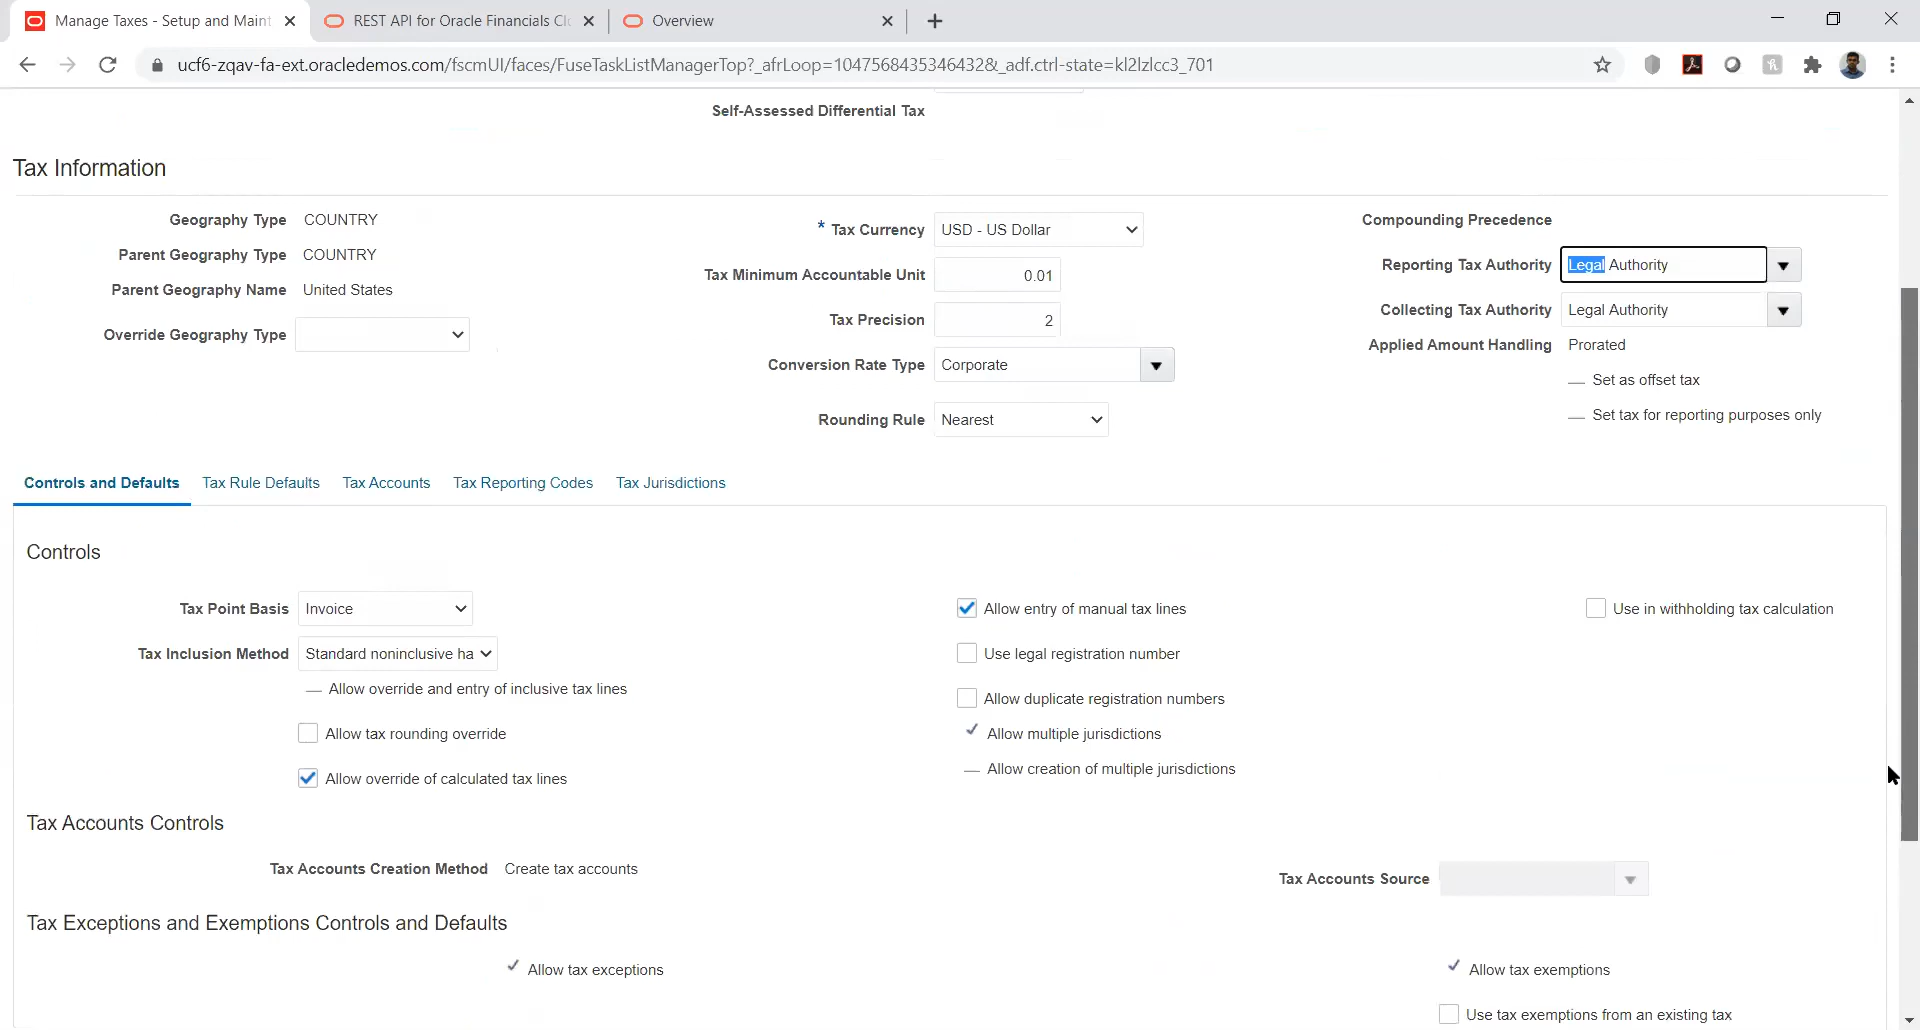 Manage Taxes - Setup and Maint
REST API for Oracle Financials Clo
Overview
ucf6-zqav-fa-ext.oracledemos.com/fscmUI/faces/FuseTaskListManagerTop?_afrLoop=10475684353464328&_adf.ctrl-state=kl2lzlcc3_701
Self-Assessed Differential Tax
Tax Information
Geography Type COUNTRY
Parent Geography Type COUNTRY
Parent Geography Name United States
Override Geography Type
* Tax Currency USD - US Dollar
Tax Minimum Accountable Unit 0.01
Tax Precision 2
Conversion Rate Type Corporate
Rounding Rule Nearest
Compounding Precedence
Reporting Tax Authority Legal Authority
Collecting Tax Authority Legal Authority
Applied Amount Handling Prorated
Set as offset tax
Set tax for reporting purposes only
Controls and Defaults Tax Rule Defaults Tax Accounts Tax Reporting Codes Tax Jurisdictions
Controls
Tax Point Basis Invoice
Tax Inclusion Method Standard noninclusive ha
Allow override and entry of inclusive tax lines
Allow tax rounding override
Allow override of calculated tax lines
Allow entry of manual tax lines
Use legal registration number
Allow duplicate registration numbers
Allow multiple jurisdictions
Allow creation of multiple jurisdictions
Use in withholding tax calculation
Tax Accounts Controls
Tax Accounts Creation Method Create tax accounts
Tax Accounts Source
Tax Exceptions and Exemptions Controls and Defaults
Allow tax exceptions
Allow tax exemptions
Use tax exemptions from an existing tax